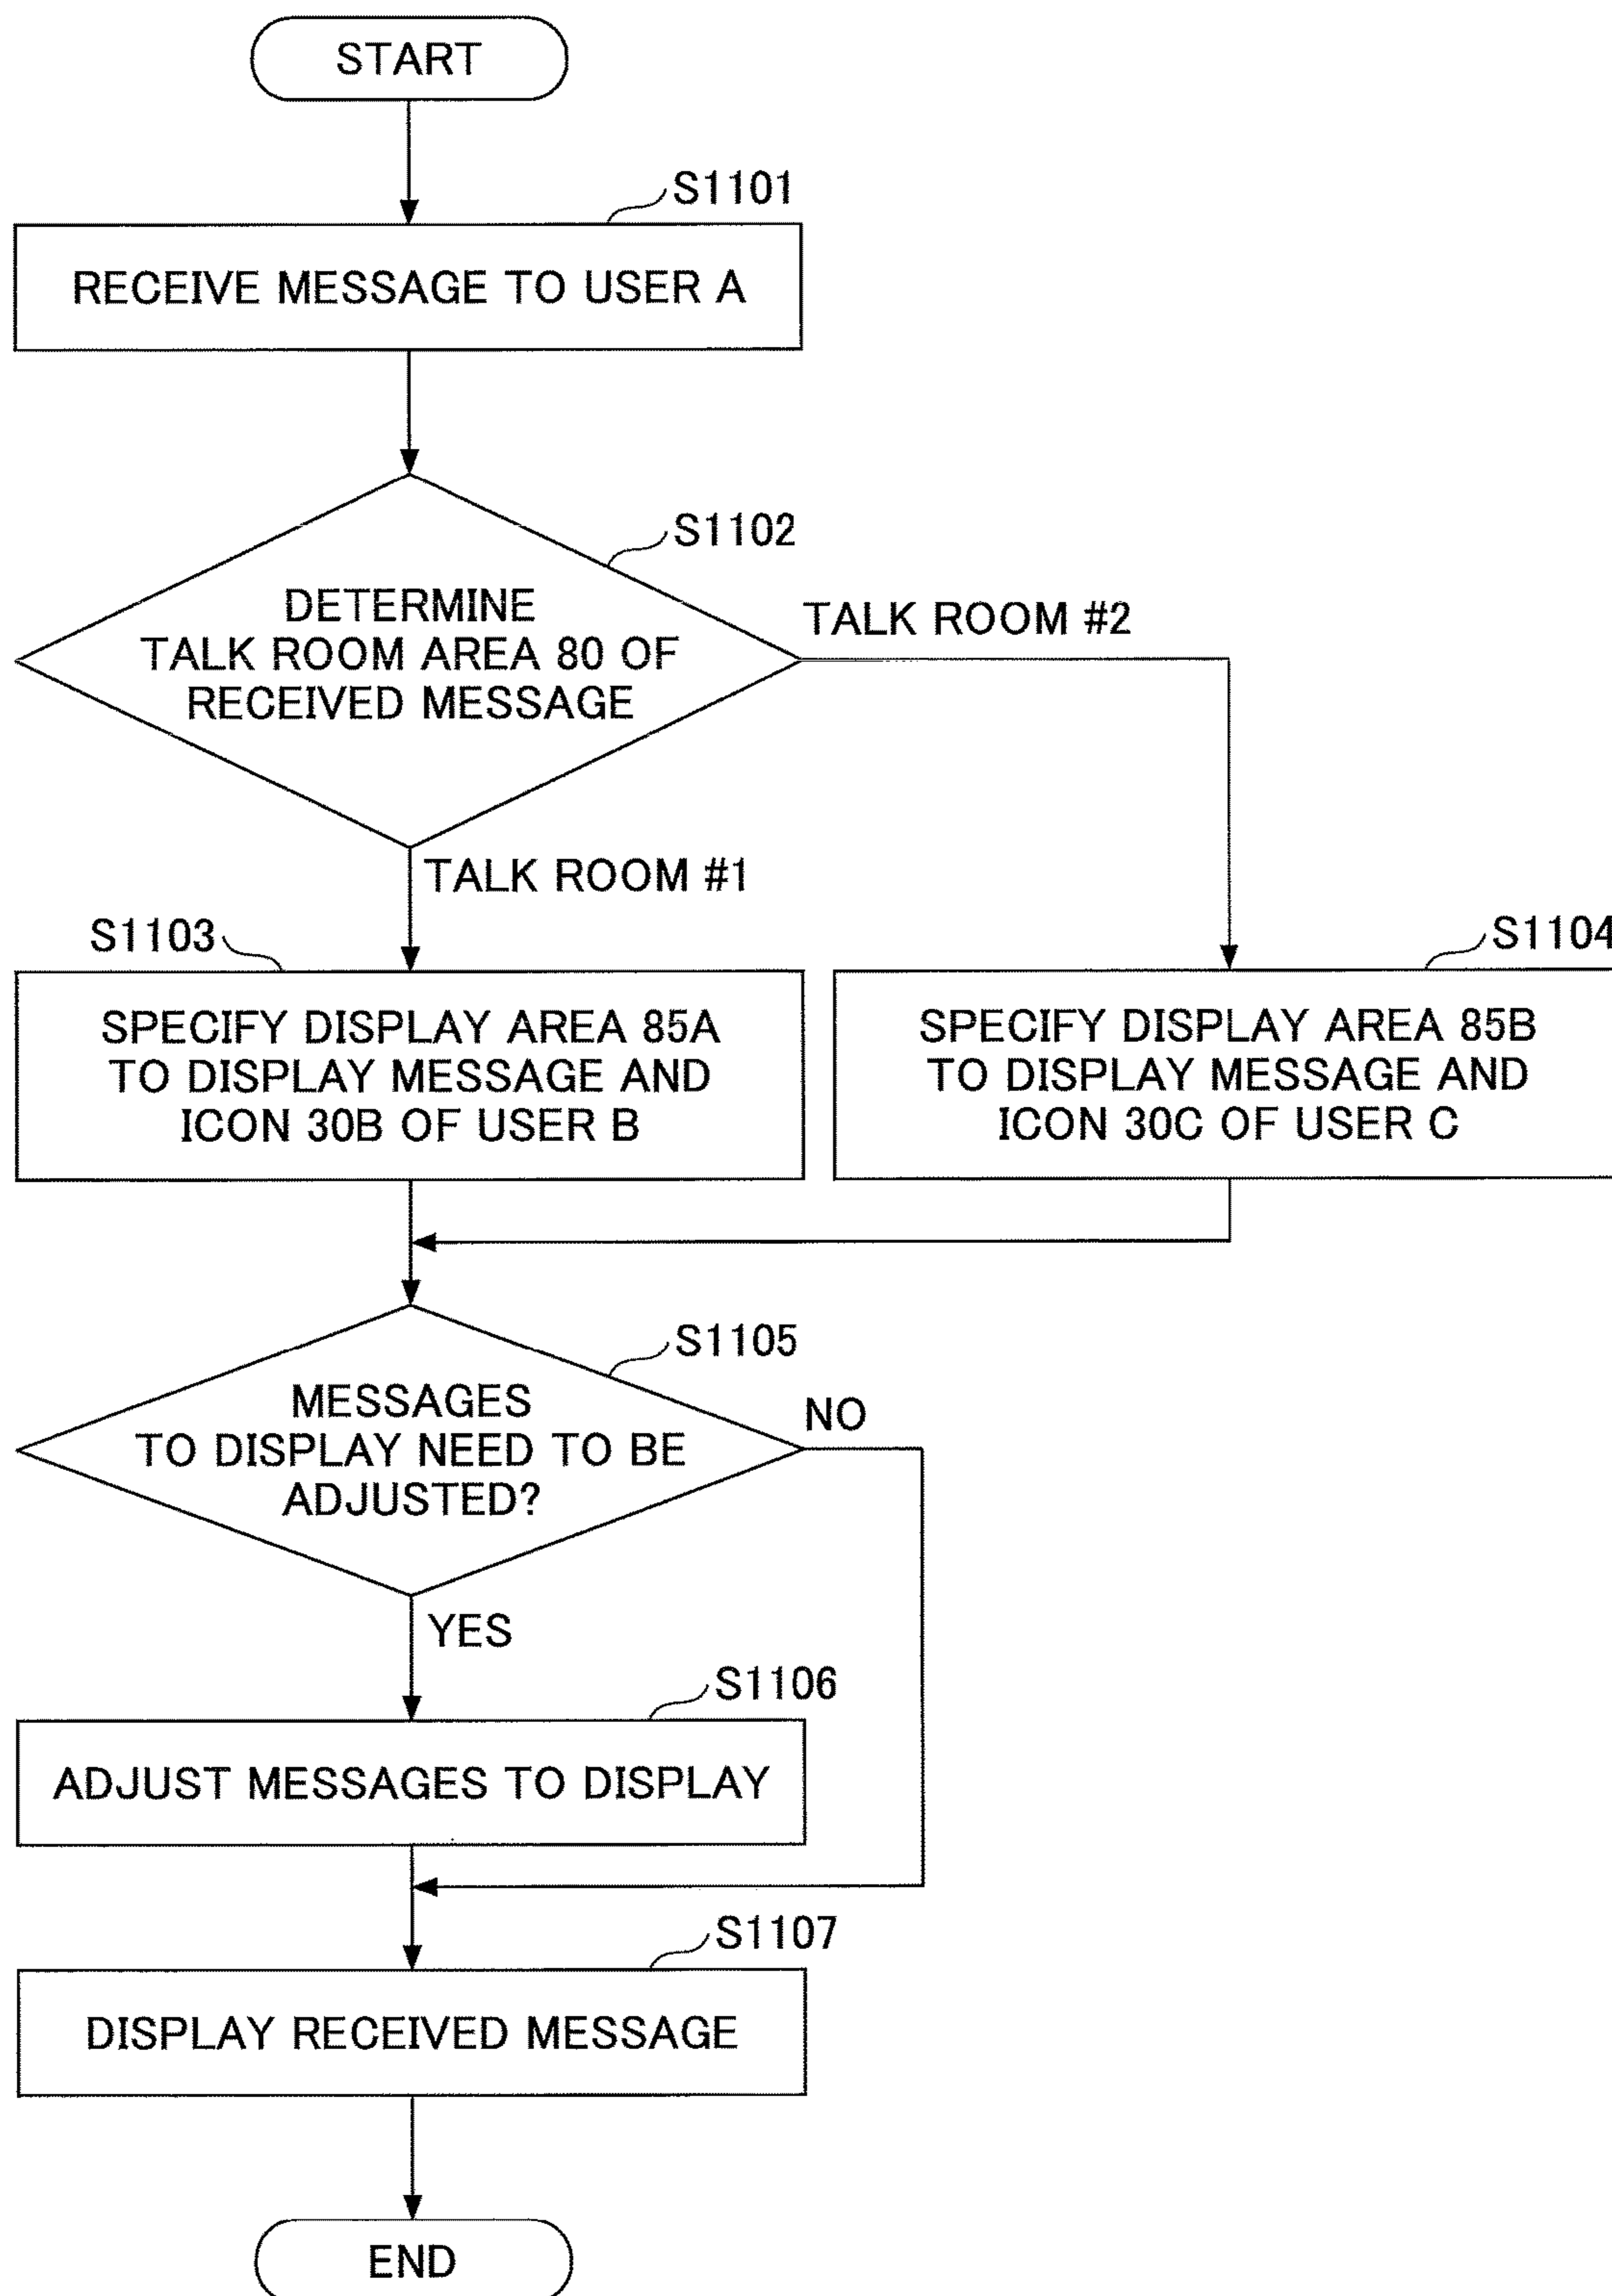 START
S1101
RECEIVE MESSAGE TO USER A
S1102
DETERMINE
TALK ROOM AREA 80 OF
RECEIVED MESSAGE
TALK ROOM #2
TALK ROOM #1
S1103
SPECIFY DISPLAY AREA 85A
TO DISPLAY MESSAGE AND
ICON 30B OF USER B
S1104
SPECIFY DISPLAY AREA 85B
TO DISPLAY MESSAGE AND
ICON 30C OF USER C
S1105
MESSAGES
TO DISPLAY NEED TO BE
ADJUSTED?
NO
YES
S1106
ADJUST MESSAGES TO DISPLAY
S1107
DISPLAY RECEIVED MESSAGE
END